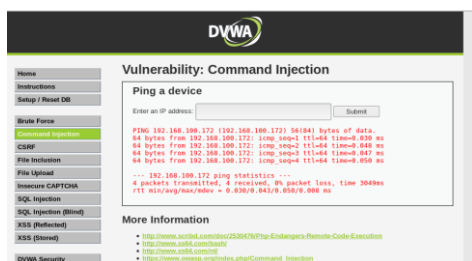 DVWA
Home
Instructions
Setup / Reset DB
Brute Force
Command Injection
CSRF
File Inclusion
File Upload
Insecure CAPTCHA
SQL Injection
SQL Injection (Blind)
XSS (Reflected)
XSS (Stored)
DVWA Security
Vulnerability: Command Injection
Ping a device
Enter an IP address:
Submit
PING 192.168.100.172 (192.168.100.172) 56(84) bytes of data.
64 bytes from 192.168.100.172: icmp_seq=1 ttl=64 time=0.030 ms
64 bytes from 192.168.100.172: icmp_seq=2 ttl=64 time=0.048 ms
64 bytes from 192.168.100.172: icmp_seq=3 ttl=64 time=0.047 ms
64 bytes from 192.168.100.172: icmp_seq=4 ttl=64 time=0.050 ms
--- 192.168.100.172 ping statistics ---
4 packets transmitted, 4 received, 0% packet loss, time 3049ms
rtt min/avg/max/mdev = 0.030/0.043/0.050/0.008 ms
More Information
http://www.scribd.com/doc/2530476/Php-Endangers-Remote-Code-Execution
http://www.ss64.com/bash/
http://www.ss64.com/nt/
https://www.owasp.org/index.php/Command_Injection